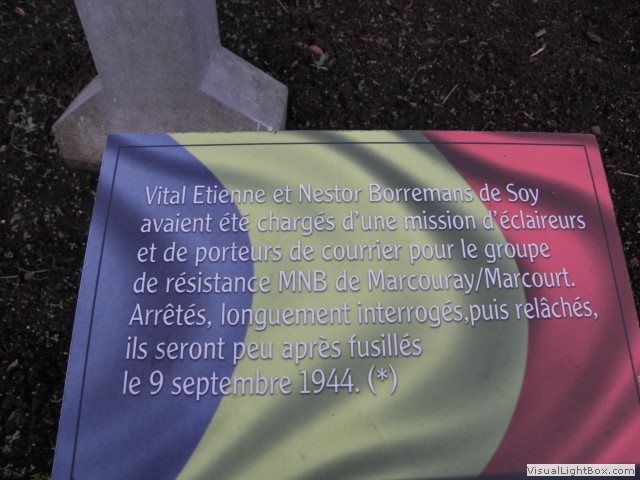 Vital Etienne et Nestor Borremans de Soy
avaient été chargés d'une mission d'éclaireurs
et de porteurs de courrier pour le groupe
de résistance MNB de Marcouray/Marcourt.
Arrêtés, longuement interrogés,puis relâchés,
ils seront peu après fusillés
le 9 septembre 1944. (*)
VisualLightBox.com